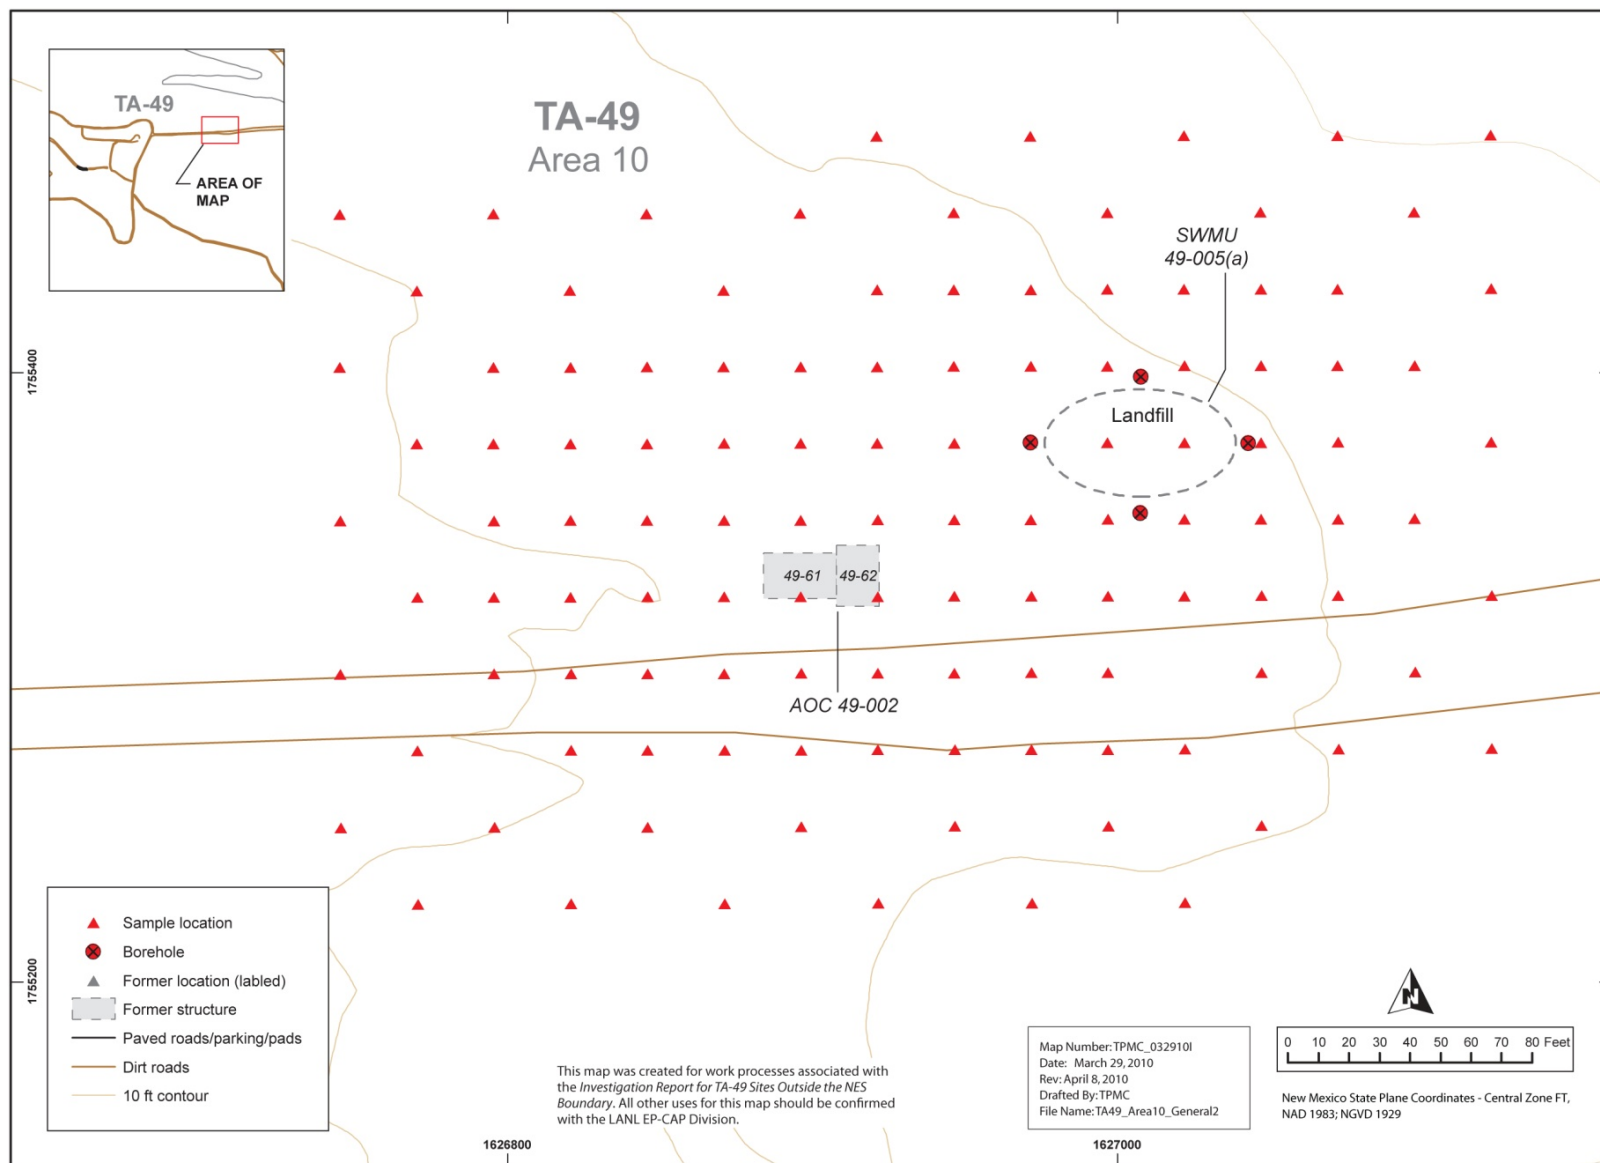 TA-49
AREA OF
MAP
TA-49
Area 10
SWMU
49-005(a)
1755400
Landfill
49-61
49-62
AOC 49-002
1755200
Sample location
Borehole
Former location (labled)
Former structure
Paved roads/parking/pads
Dirt roads
10 ft contour
This map was created for work processes associated with
the Investigation Report for TA-49 Sites Outside the NES
Boundary. All other uses for this map should be confirmed
with the LANL EP-CAP Division.
Map Number: TPMC_032910I
Date: March 29, 2010
Rev: April 8, 2010
Drafted By: TPMC
File Name: TA49_Area10_General2
N
0 10 20 30 40 50 60 70 80 Feet
New Mexico State Plane Coordinates - Central Zone FT,
NAD 1983; NGVD 1929
1626800
1627000